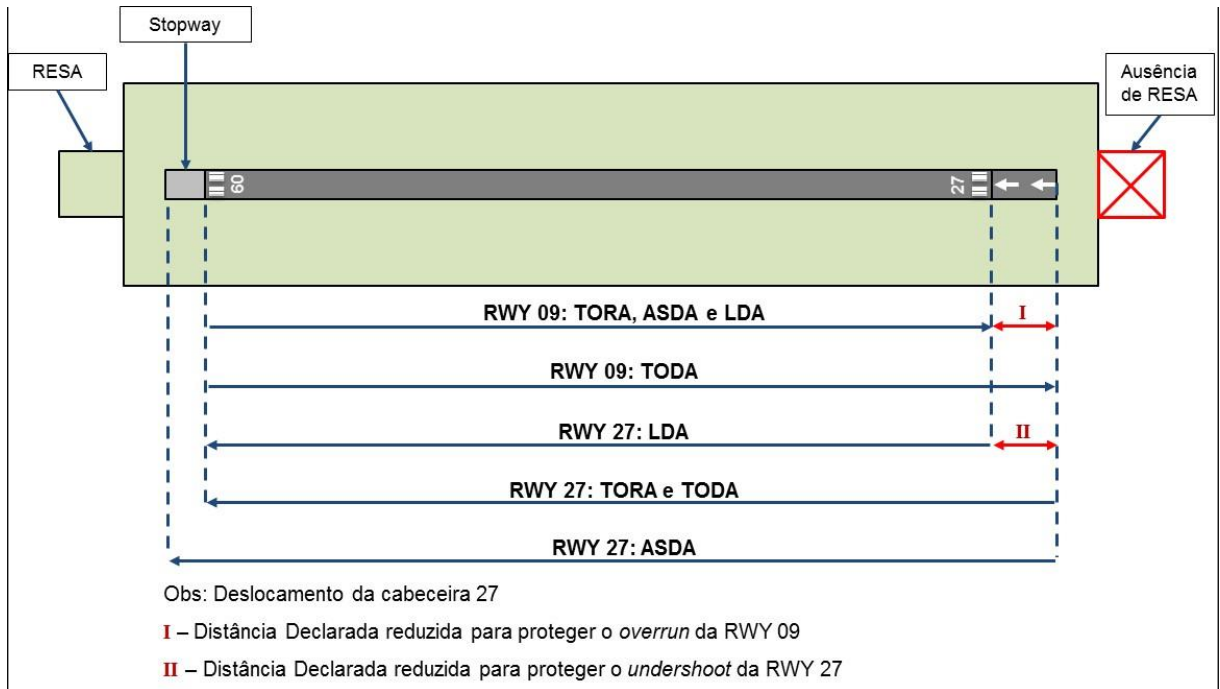 Stopway
RESA
Ausência
de RESA
09
27
RWY 09: TORA, ASDA e LDA
I
RWY 09: TODA
RWY 27: LDA
II
RWY 27: TORA e TODA
RWY 27: ASDA
Obs: Deslocamento da cabeceira 27
I – Distância Declarada reduzida para proteger o overrun da RWY 09
II – Distância Declarada reduzida para proteger o undershoot da RWY 27